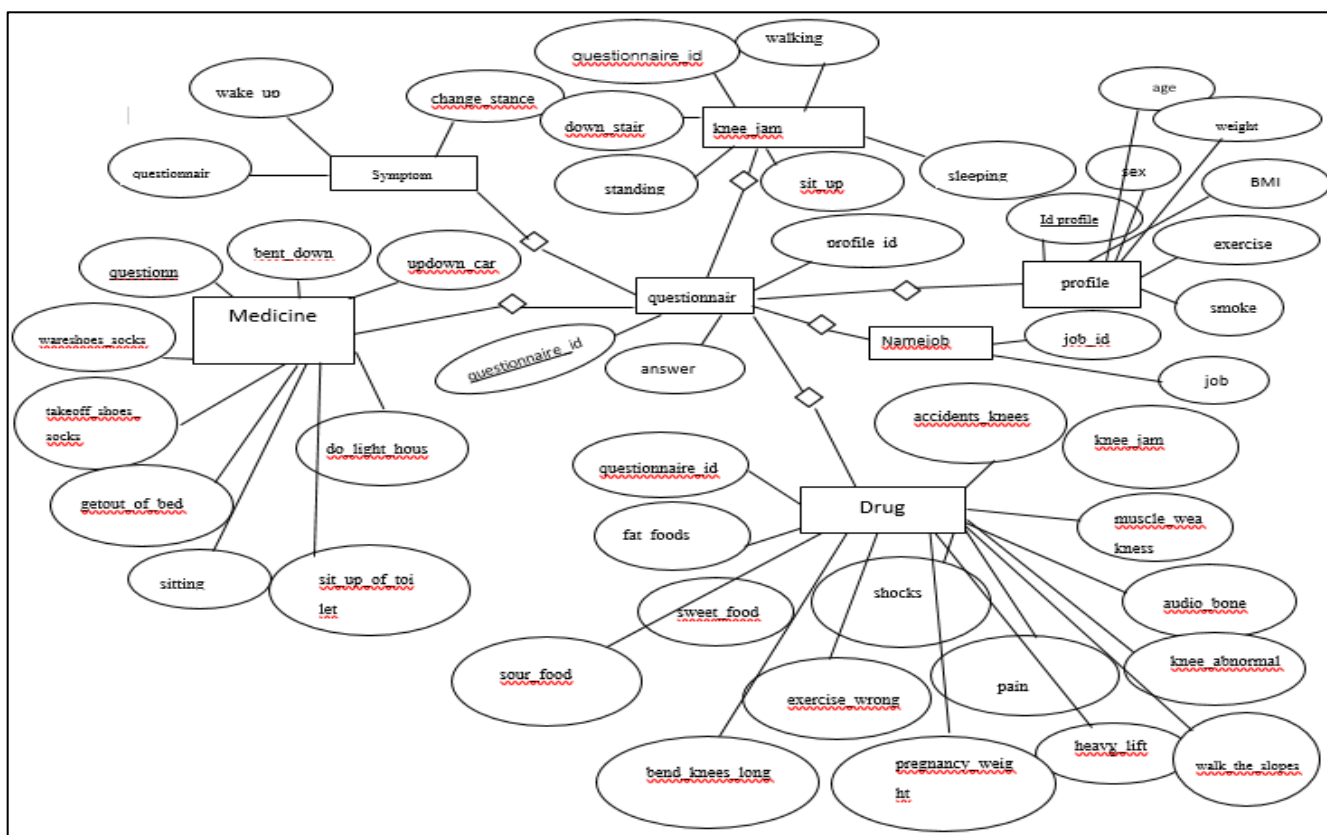 questionnaire_id
walking
wake_up
change_stance
age
down_stair
knee_jam
weight
questionnair
Symptom
standing
sit_up
sleeping
sex
BMI
Id profile
bent_down
profile_id
exercise
questionn
updown_car
questionnair
profile
Medicine
smoke
wareshoes_socks
Namejob
job_id
questionnaire_id
answer
job
takeoff_shoes_
socks
accidents_knees
do_light_hous
knee_jam
questionnaire_id
getout_of_bed
Drug
fat_foods
muscle_wea
kness
sitting
sit_up_of_toi
let
shocks
sweet_food
audio_bone
sour_food
knee_abnormal
exercise_wrong
pain
bend_knees_long
pregnancy_weig
ht
heavy_lift
walk_the_slopes